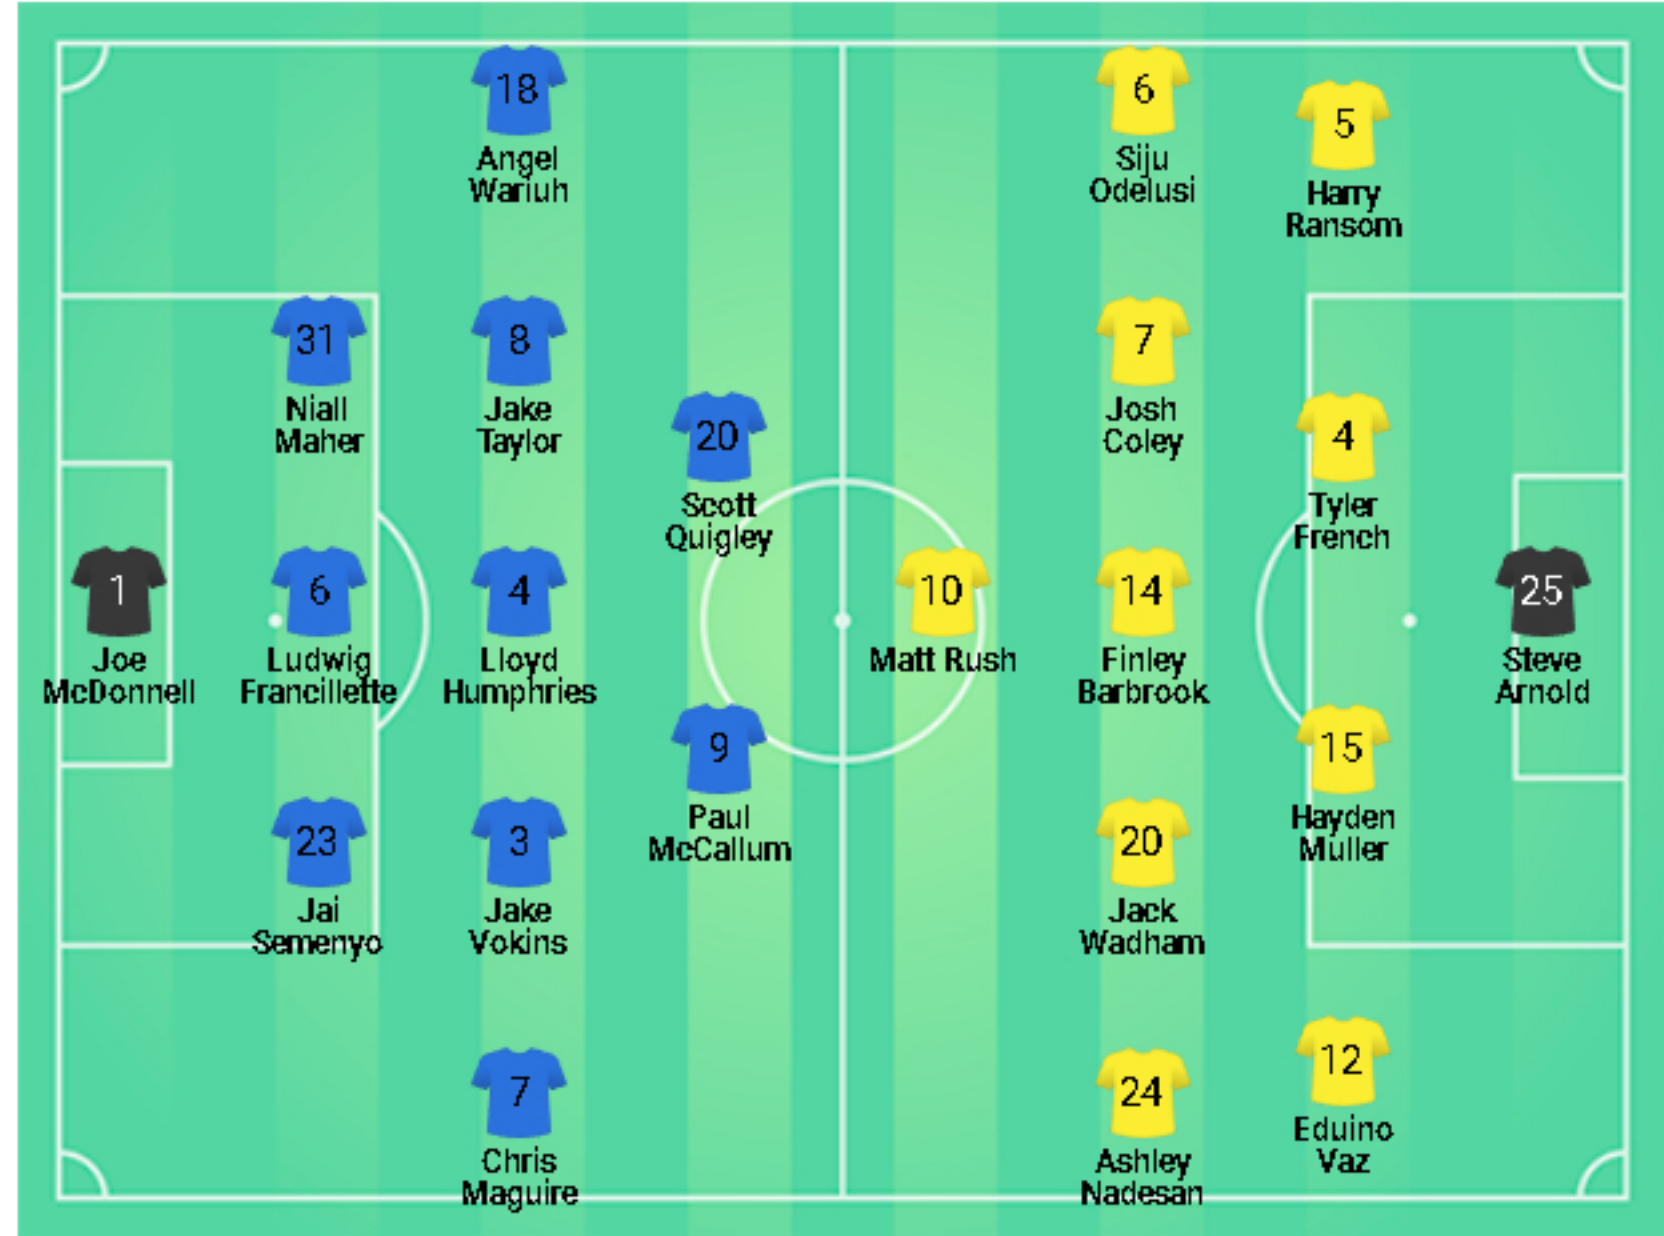 18
Angel
Wariuh
6
Siju
Odelusi
5
Harry
Ransom
31
Niall
Maher
8
Jake
Taylor
20
Scott
Quigley
7
Josh
Coley
4
Tyler
French
1
Joe
McDonnell
6
Ludwig
Francillette
4
Lloyd
Humphries
10
Matt Rush
14
Finley
Barbrook
25
Steve
Arnold
9
Paul
McCallum
15
Hayden
Muller
23
Jai
Semenyo
3
Jake
Vokins
20
Jack
Wadham
7
Chris
Maguire
24
Ashley
Nadesan
12
Eduino
Vaz